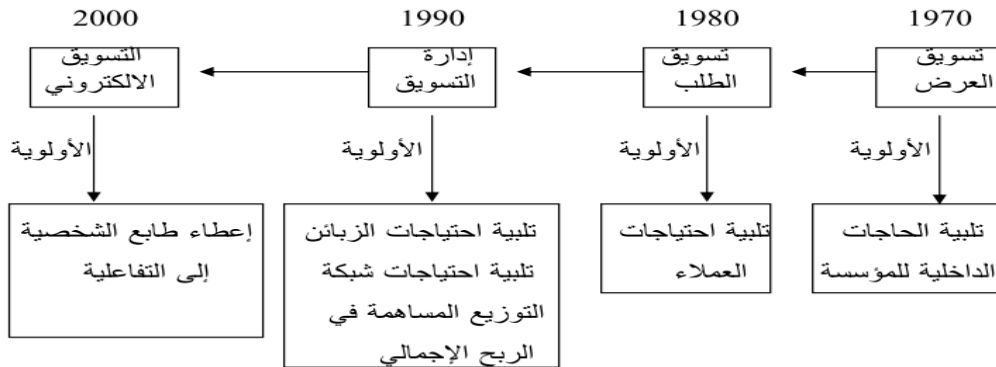 1970
1980
1990
2000
تسويق
العرض
تسويق
الطلب
إدارة
التسويق
التسويق
الالكتروني
الأولوية
الأولوية
الأولوية
الأولوية
تلبية الحاجات
الداخلية للمؤسسة
تلبية احتياجات
العملاء
تلبية احتياجات الزبائن
تلبية احتياجات شبكة
التوزيع المساهمة في
الربح الإجمالي
إعطاء طابع الشخصية
إلى التفاعلية